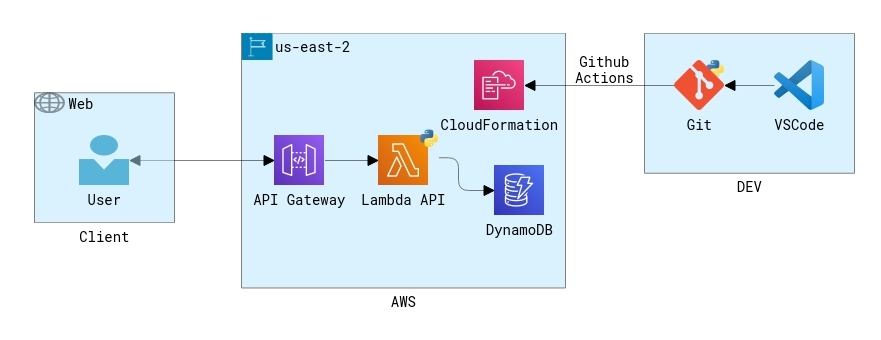 Web
User
Client
us-east-2
CloudFormation
API Gateway
Lambda API
DynamoDB
AWS
Github
Actions
Git
VSCode
DEV